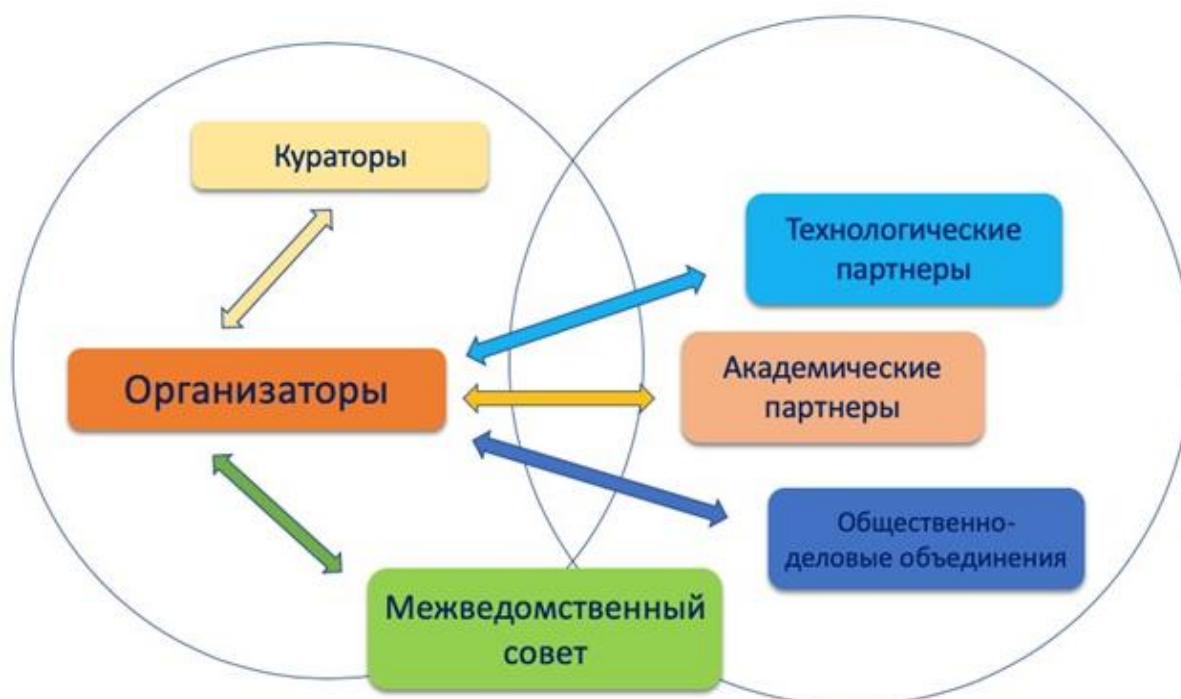 Кураторы
Технологические
партнеры
Организаторы
Академические
партнеры
Общественно-
деловые объединения
Межведомственный
совет